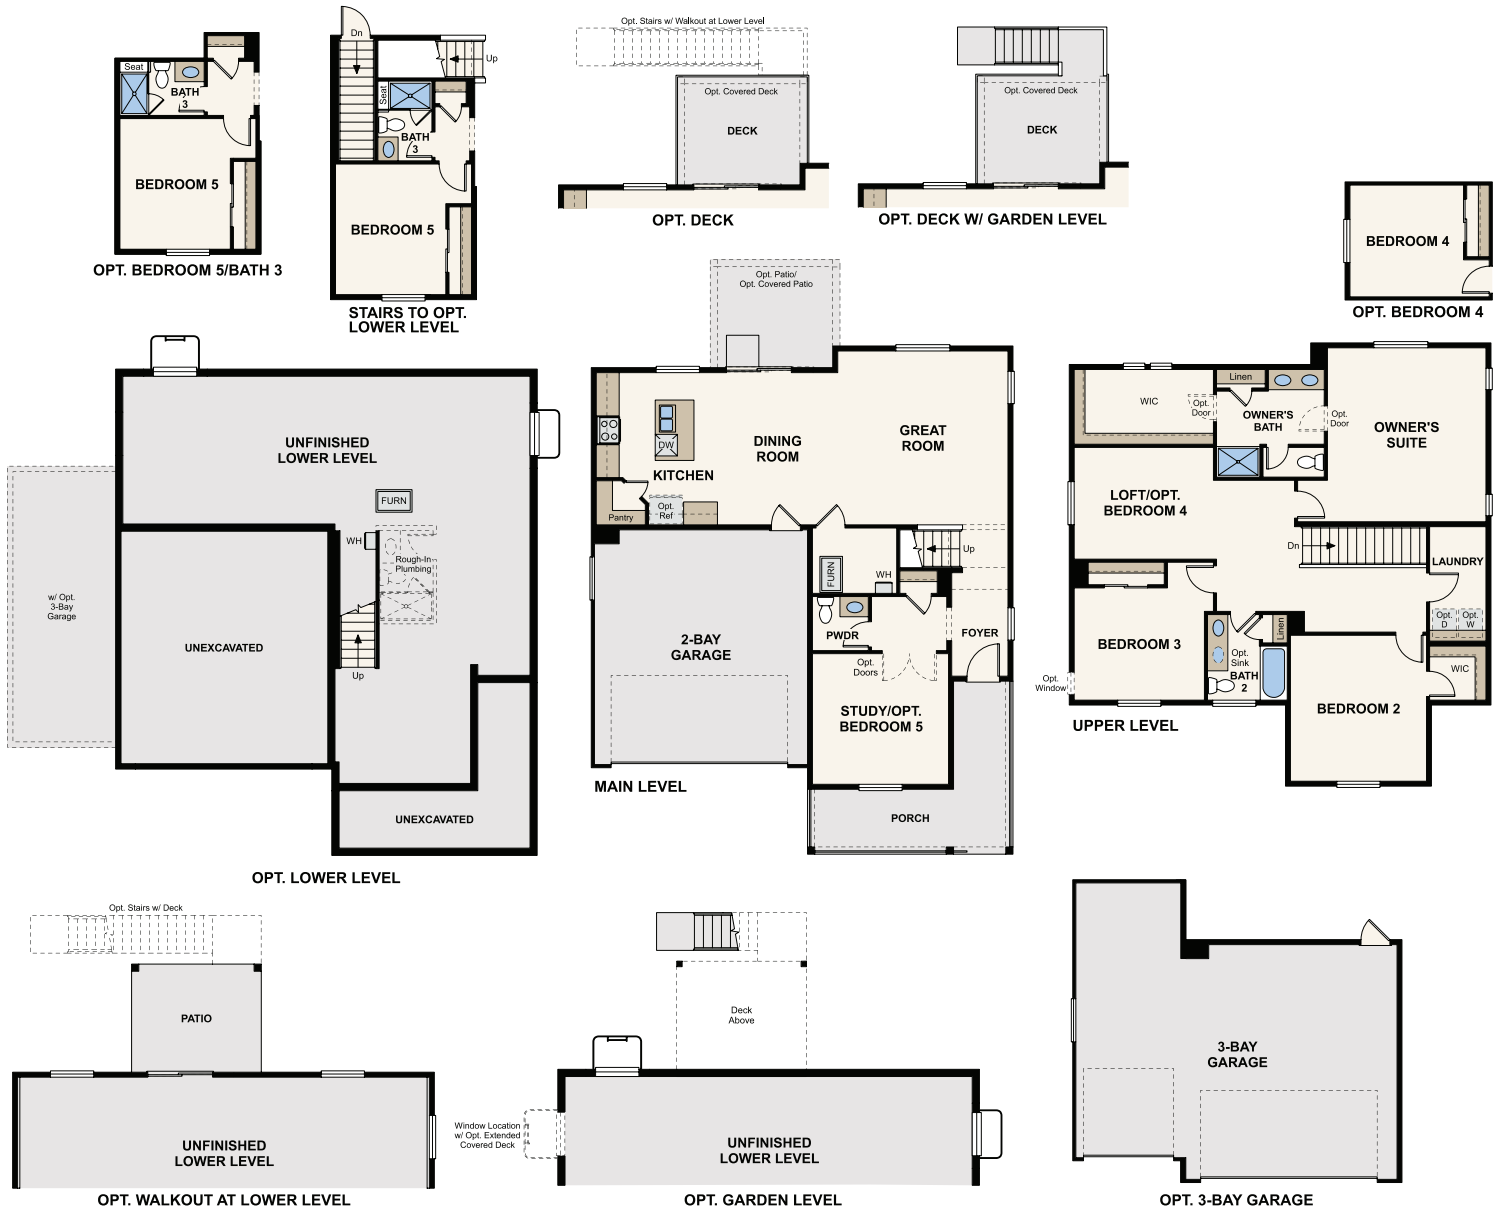 Seat
BATH
3
BEDROOM 5
OPT. BEDROOM 5/BATH 3
Dn
Up
Seat
BATH
3
BEDROOM 5
STAIRS TO OPT.
LOWER LEVEL
Opt. Stairs w/ Walkout at Lower Level
Opt. Covered Deck
DECK
OPT. DECK
Opt. Covered Deck
DECK
OPT. DECK W/ GARDEN LEVEL
BEDROOM 4
OPT. BEDROOM 4
UNFINISHED
LOWER LEVEL
FURN
WH
Rough-In
Plumbing
w/ Opt.
3-Bay
Garage
UNEXCAVATED
Up
UNEXCAVATED
OPT. LOWER LEVEL
Opt. Patio/
Opt. Covered Patio
GREAT
ROOM
DINING
ROOM
DW
KITCHEN
Pantry
Opt.
Ref
Up
FURN
WH
2-BAY
GARAGE
PWDR
FOYER
Opt.
Doors
STUDY/OPT.
BEDROOM 5
PORCH
MAIN LEVEL
Linen
WIC
Opt.
Door
OWNER'S
BATH
Opt.
Door
OWNER'S
SUITE
LOFT/OPT.
BEDROOM 4
Dn
LAUNDRY
Opt.
D
Opt.
W
BEDROOM 3
Linen
Opt.
Sink
BATH
2
Opt.
Window
WIC
BEDROOM 2
UPPER LEVEL
Opt. Stairs w/ Deck
PATIO
UNFINISHED
LOWER LEVEL
OPT. WALKOUT AT LOWER LEVEL
Deck
Above
Window Location
w/ Opt. Extended
Covered Deck
UNFINISHED
LOWER LEVEL
OPT. GARDEN LEVEL
3-BAY
GARAGE
OPT. 3-BAY GARAGE